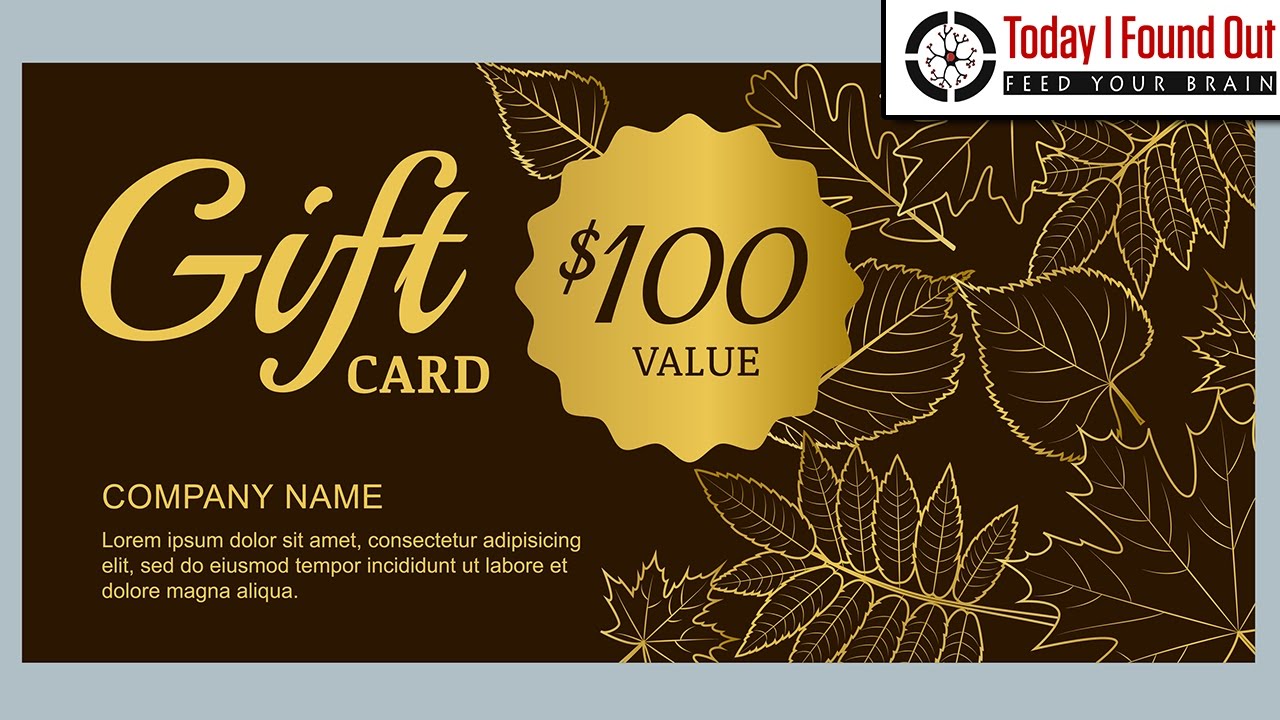 Today I Found Out
FEED YOUR BRAIN
Gift
CARD
$100
VALUE
COMPANY NAME
Lorem ipsum dolor sit amet, consectetur adipisicing
elit, sed do eiusmod tempor incididunt ut labore et
dolore magna aliqua.